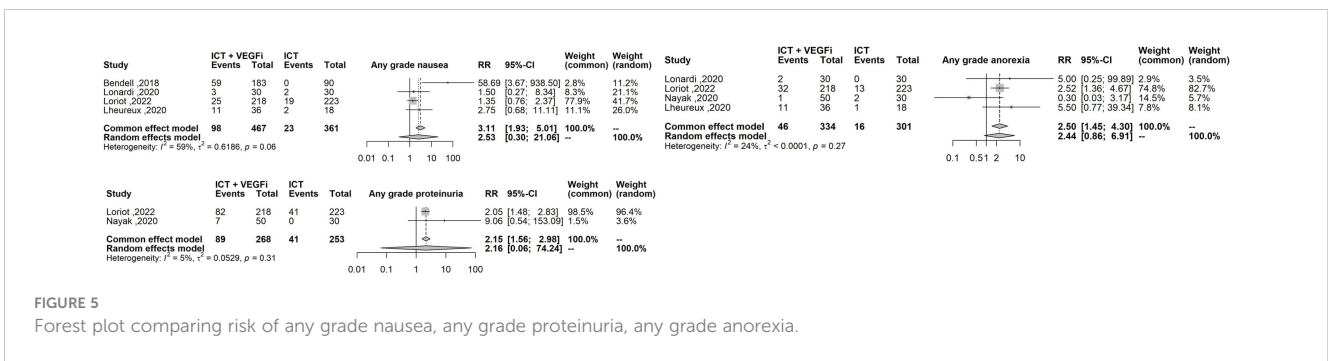 ICT + VEGFi ICT Weight Weight
Study Events Total Events Total Any grade nausea RR 95%-CI (common) (random)
Bendell ,2018 59 183 0 90 58.69 [3.67; 938.50] 2.8% 11.2%
Lonardi ,2020 3 30 2 30 1.50 [0.27; 8.34] 8.3% 21.1%
Loriot ,2022 25 218 19 223 1.35 [0.76; 2.37] 77.9% 41.7%
Lheureux ,2020 11 36 2 18 2.75 [0.68; 11.11] 11.1% 26.0%
Common effect model 98 467 23 361 3.11 [1.93; 5.01] 100.0% --
Random effects model 2.53 [0.30; 21.06] -- 100.0%
Heterogeneity: I² = 59%, τ² = 0.6186, p = 0.06
0.01 0.1 1 10 100
ICT + VEGFi ICT Weight Weight
Study Events Total Events Total Any grade anorexia RR 95%-CI (common) (random)
Lonardi ,2020 2 30 0 30 5.00 [0.25; 99.89] 2.9% 3.5%
Loriot ,2022 32 218 13 223 2.52 [1.36; 4.67] 74.8% 82.7%
Nayak ,2020 1 50 2 30 0.30 [0.03; 3.17] 14.5% 5.7%
Lheureux ,2020 11 36 1 18 5.50 [0.77; 39.34] 7.8% 8.1%
Common effect model 46 334 16 301 2.50 [1.45; 4.30] 100.0% --
Random effects model 2.44 [0.86; 6.91] -- 100.0%
Heterogeneity: I² = 24%, τ² < 0.0001, p = 0.27
0.1 0.5 1 2 10
ICT + VEGFi ICT Weight Weight
Study Events Total Events Total Any grade proteinuria RR 95%-CI (common) (random)
Loriot ,2022 82 218 41 223 2.05 [1.48; 2.83] 98.5% 96.4%
Nayak ,2020 7 50 0 30 9.06 [0.54; 153.09] 1.5% 3.6%
Common effect model 89 268 41 253 2.15 [1.56; 2.98] 100.0% --
Random effects model 2.16 [0.06; 74.24] -- 100.0%
Heterogeneity: I² = 5%, τ² = 0.0529, p = 0.31
0.01 0.1 1 10 100
FIGURE 5
Forest plot comparing risk of any grade nausea, any grade proteinuria, any grade anorexia.